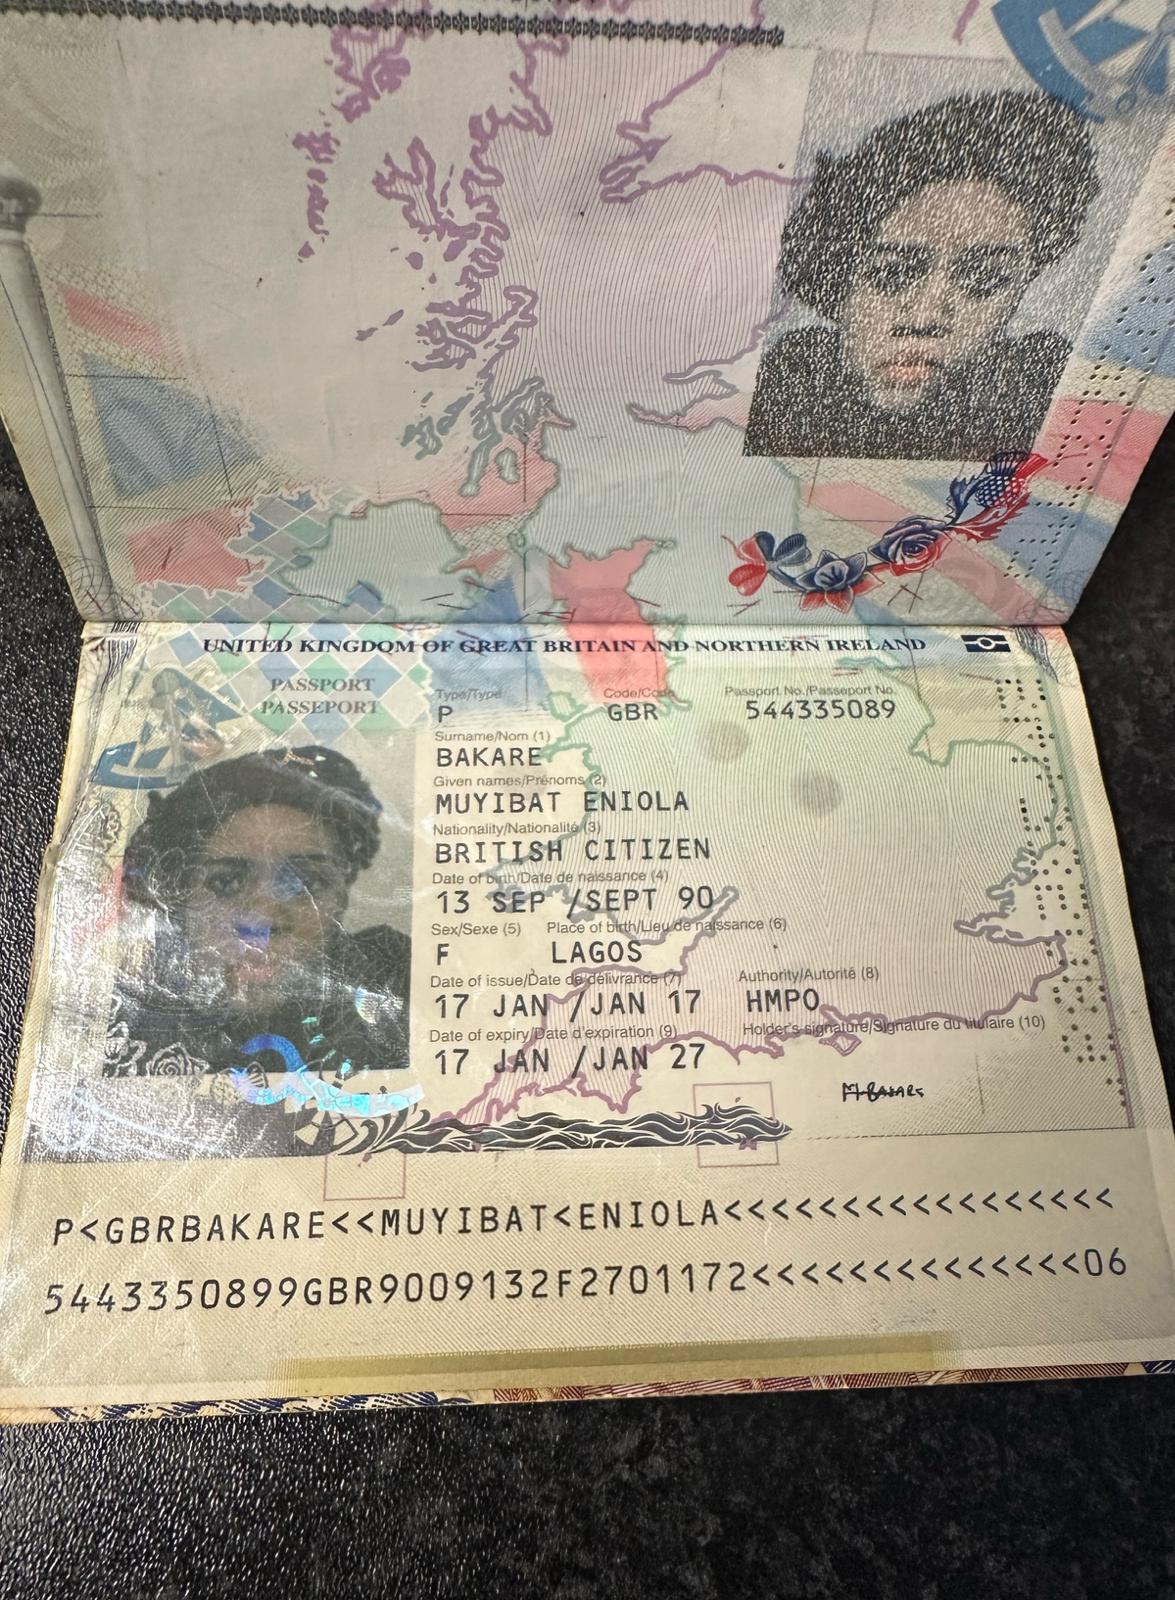 UNITED KINGDOM OF GREAT BRITAIN AND NORTHERN IRELAND
PASSPORT
PASSEPORT
Type/Type
Code/Code
Passport No./Passeport No.
P
GBR
544335089
Surname/Nom (1)
BAKARE
Given names/Prénoms (2)
MUYIBAT ENIOLA
Nationality/Nationalité (3)
BRITISH CITIZEN
Date of birth/Date de naissance (4)
13 SEP /SEPT 90
Sex/Sexe (5) Place of birth/Lieu de naissance (6)
F LAGOS
Date of issue/Date de délivrance (7) Authority/Autorité (8)
17 JAN /JAN 17 HMPO
Date of expiry/Date d'expiration (9) Holder's signature/Signature du titulaire (10)
17 JAN /JAN 27
M BAKARE
P<GBRBAKARE<<MUYIBAT<ENIOLA<<<<<<<<<<<<<<<<<
5443350899GBR9009132F2701172<<<<<<<<<<<<<<06